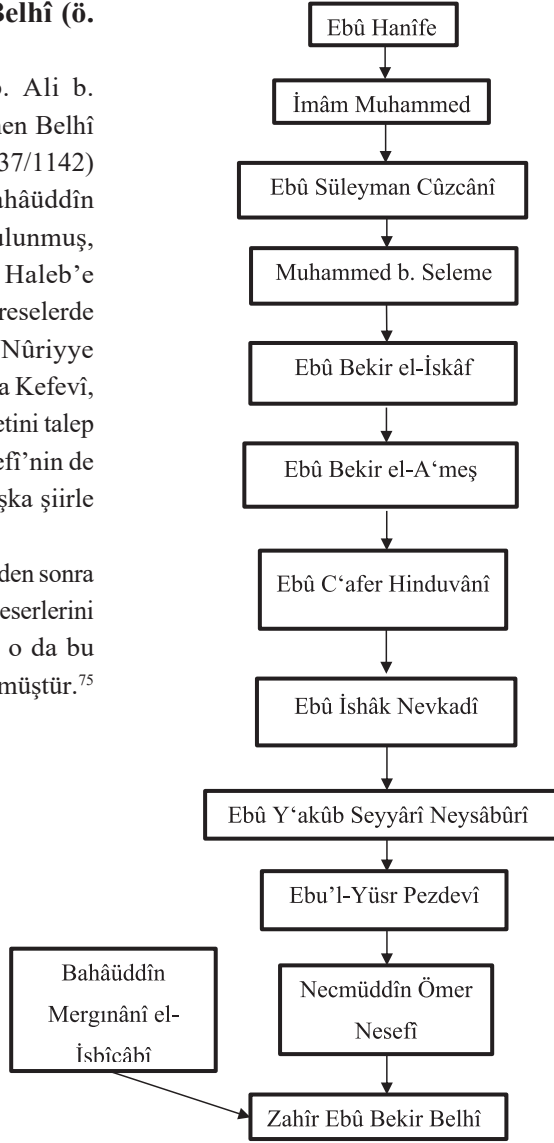 Belhî (ö.
b. Ali b.
men Belhî
37/1142)
ahâüddîn
ulunmuş,
Haleb’e
reselerde
Nûriyye
a Kefevî,
etini talep
efî’nin de
şka şiirle
den sonra
eserlerini
o da bu
müştür.⁷⁵
Ebû Hanîfe
İmâm Muhammed
Ebû Süleyman Cûzcânî
Muhammed b. Seleme
Ebû Bekir el-İskâf
Ebû Bekir el-A‘meş
Ebû C‘afer Hinduvânî
Ebû İshâk Nevkadî
Ebû Y‘akûb Seyyârî Neysâbûrî
Ebu’l-Yüsr Pezdevî
Bahâüddîn
Mergınânî el-
İsbîcâbî
Necmüddîn Ömer
Nesefî
Zahîr Ebû Bekir Belhî